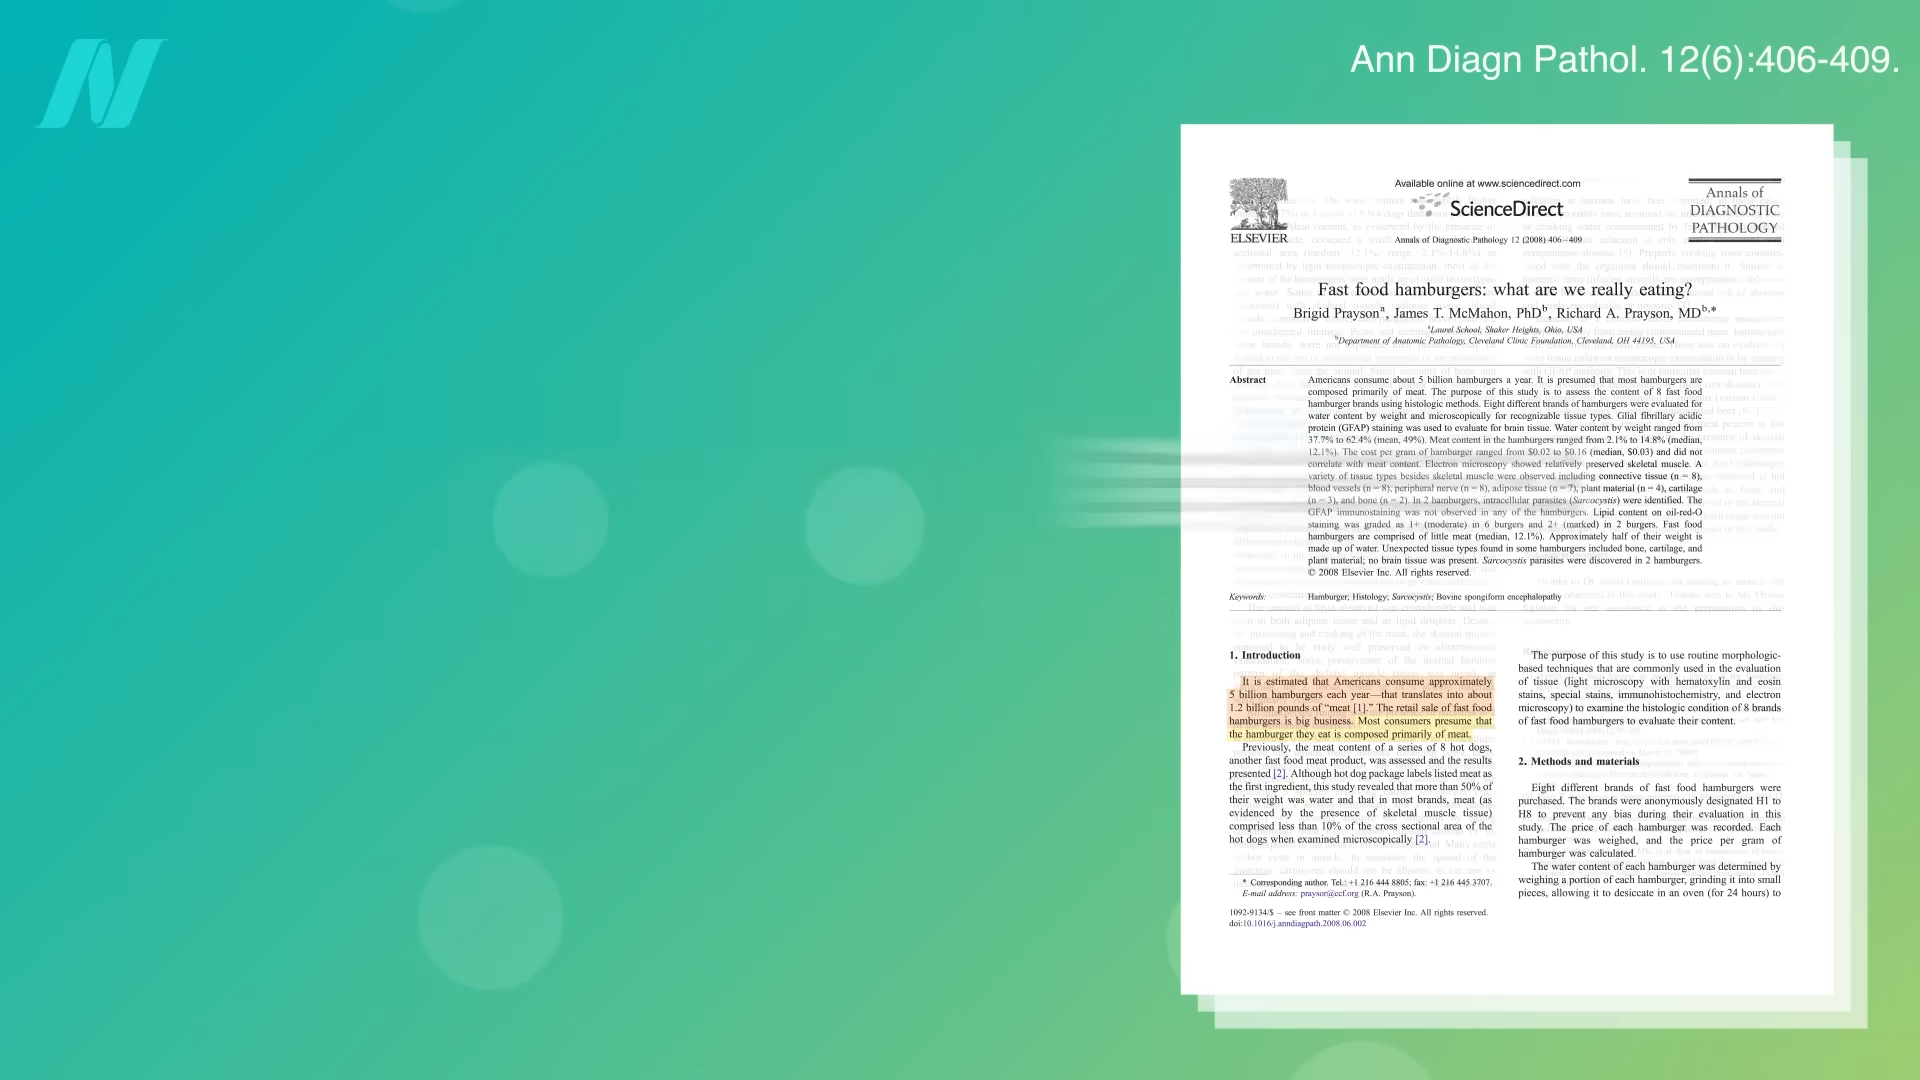 Ann Diagn Pathol. 12(6):406-409.
Available online at www.sciencedirect.com
ScienceDirect
ELSEVIER
Annals of Diagnostic Pathology 12 (2008) 406–409
Annals of
DIAGNOSTIC
PATHOLOGY
Fast food hamburgers: what are we really eating?
Brigid Praysonᵃ, James T. McMahon, PhDᵇ, Richard A. Prayson, MDᵇ,*
ᵃLaurel School, Shaker Heights, Ohio, USA
ᵇDepartment of Anatomic Pathology, Cleveland Clinic Foundation, Cleveland, OH 44195, USA
Abstract
Americans consume about 5 billion hamburgers a year. It is presumed that most hamburgers are
composed primarily of meat. The purpose of this study is to assess the content of 8 fast food
hamburger brands using histologic methods. Eight different brands of hamburgers were evaluated for
water content by weight and microscopically for recognizable tissue types. Glial fibrillary acidic
protein (GFAP) staining was used to evaluate for brain tissue. Water content by weight ranged from
37.7% to 62.4% (mean, 49%). Meat content in the hamburgers ranged from 2.1% to 14.8% (median,
12.1%). The cost per gram of hamburger ranged from $0.02 to $0.16 (median, $0.03) and did not
correlate with meat content. Electron microscopy showed relatively preserved skeletal muscle. A
variety of tissue types besides skeletal muscle were observed including connective tissue (n = 8),
blood vessels (n = 8), peripheral nerve (n = 8), adipose tissue (n = 7), plant material (n = 4), cartilage
(n = 3), and bone (n = 2). In 2 hamburgers, intracellular parasites (Sarcocystis) were identified. The
GFAP immunostaining was not observed in any of the hamburgers. Lipid content on oil-red-O
staining was graded as 1+ (moderate) in 6 burgers and 2+ (marked) in 2 burgers. Fast food
hamburgers are comprised of little meat (median, 12.1%). Approximately half of their weight is
made up of water. Unexpected tissue types found in some hamburgers included bone, cartilage, and
plant material; no brain tissue was present. Sarcocystis parasites were discovered in 2 hamburgers.
© 2008 Elsevier Inc. All rights reserved.
Keywords: Hamburger; Histology; Sarcocystis; Bovine spongiform encephalopathy
1. Introduction
It is estimated that Americans consume approximately
5 billion hamburgers each year—that translates into about
1.2 billion pounds of “meat [1].” The retail sale of fast food
hamburgers is big business. Most consumers presume that
the hamburger they eat is composed primarily of meat.
Previously, the meat content of a series of 8 hot dogs,
another fast food meat product, was assessed and the results
presented [2]. Although hot dog package labels listed meat as
the first ingredient, this study revealed that more than 50% of
their weight was water and that in most brands, meat (as
evidenced by the presence of skeletal muscle tissue)
comprised less than 10% of the cross sectional area of the
hot dogs when examined microscopically [2].
* Corresponding author. Tel.: +1 216 444 8805; fax: +1 216 445 3707.
E-mail address: praysor@ccf.org (R.A. Prayson).
1092-9134/$ – see front matter © 2008 Elsevier Inc. All rights reserved.
doi:10.1016/j.anndiagpath.2008.06.002
The purpose of this study is to use routine morphologic-
based techniques that are commonly used in the evaluation
of tissue (light microscopy with hematoxylin and eosin
stains, special stains, immunohistochemistry, and electron
microscopy) to examine the histologic condition of 8 brands
of fast food hamburgers to evaluate their content.
2. Methods and materials
Eight different brands of fast food hamburgers were
purchased. The brands were anonymously designated H1 to
H8 to prevent any bias during their evaluation in this
study. The price of each hamburger was recorded. Each
hamburger was weighed, and the price per gram of
hamburger was calculated.
The water content of each hamburger was determined by
weighing a portion of each hamburger, grinding it into small
pieces, allowing it to desiccate in an oven (for 24 hours) to